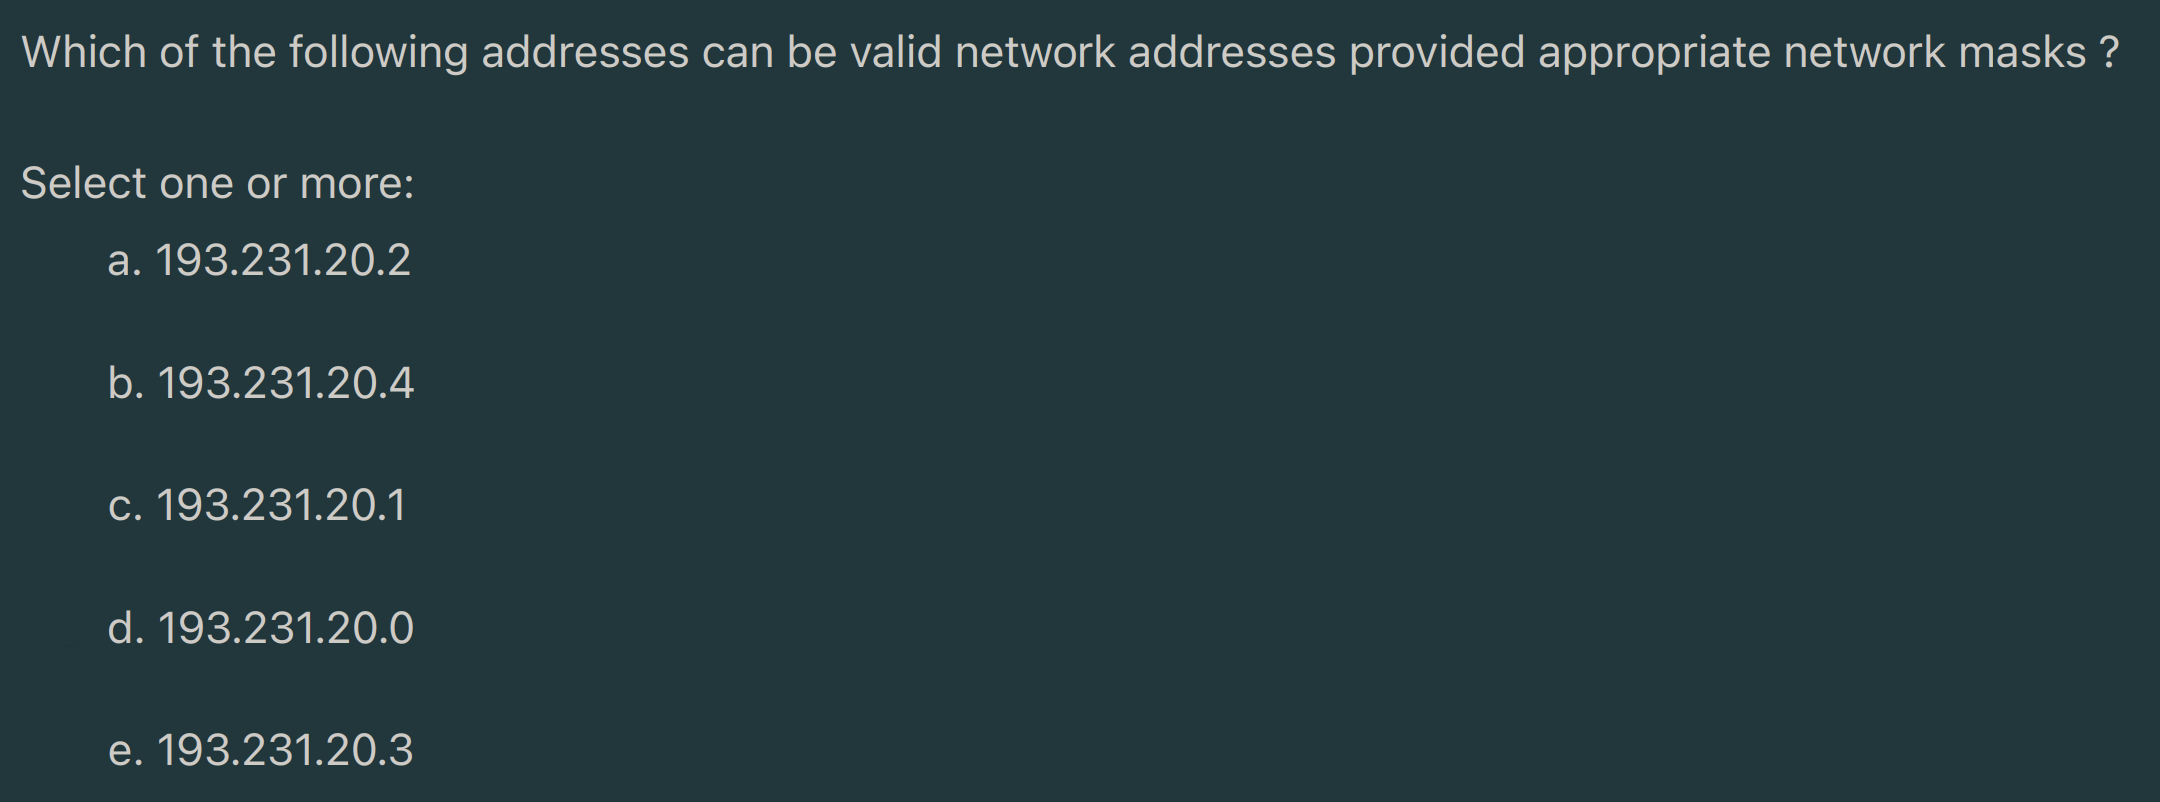 Which of the following addresses can be valid network addresses provided appropriate network masks ?
Select one or more:
a. 193.231.20.2
b. 193.231.20.4
c. 193.231.20.1
d. 193.231.20.0
e. 193.231.20.3